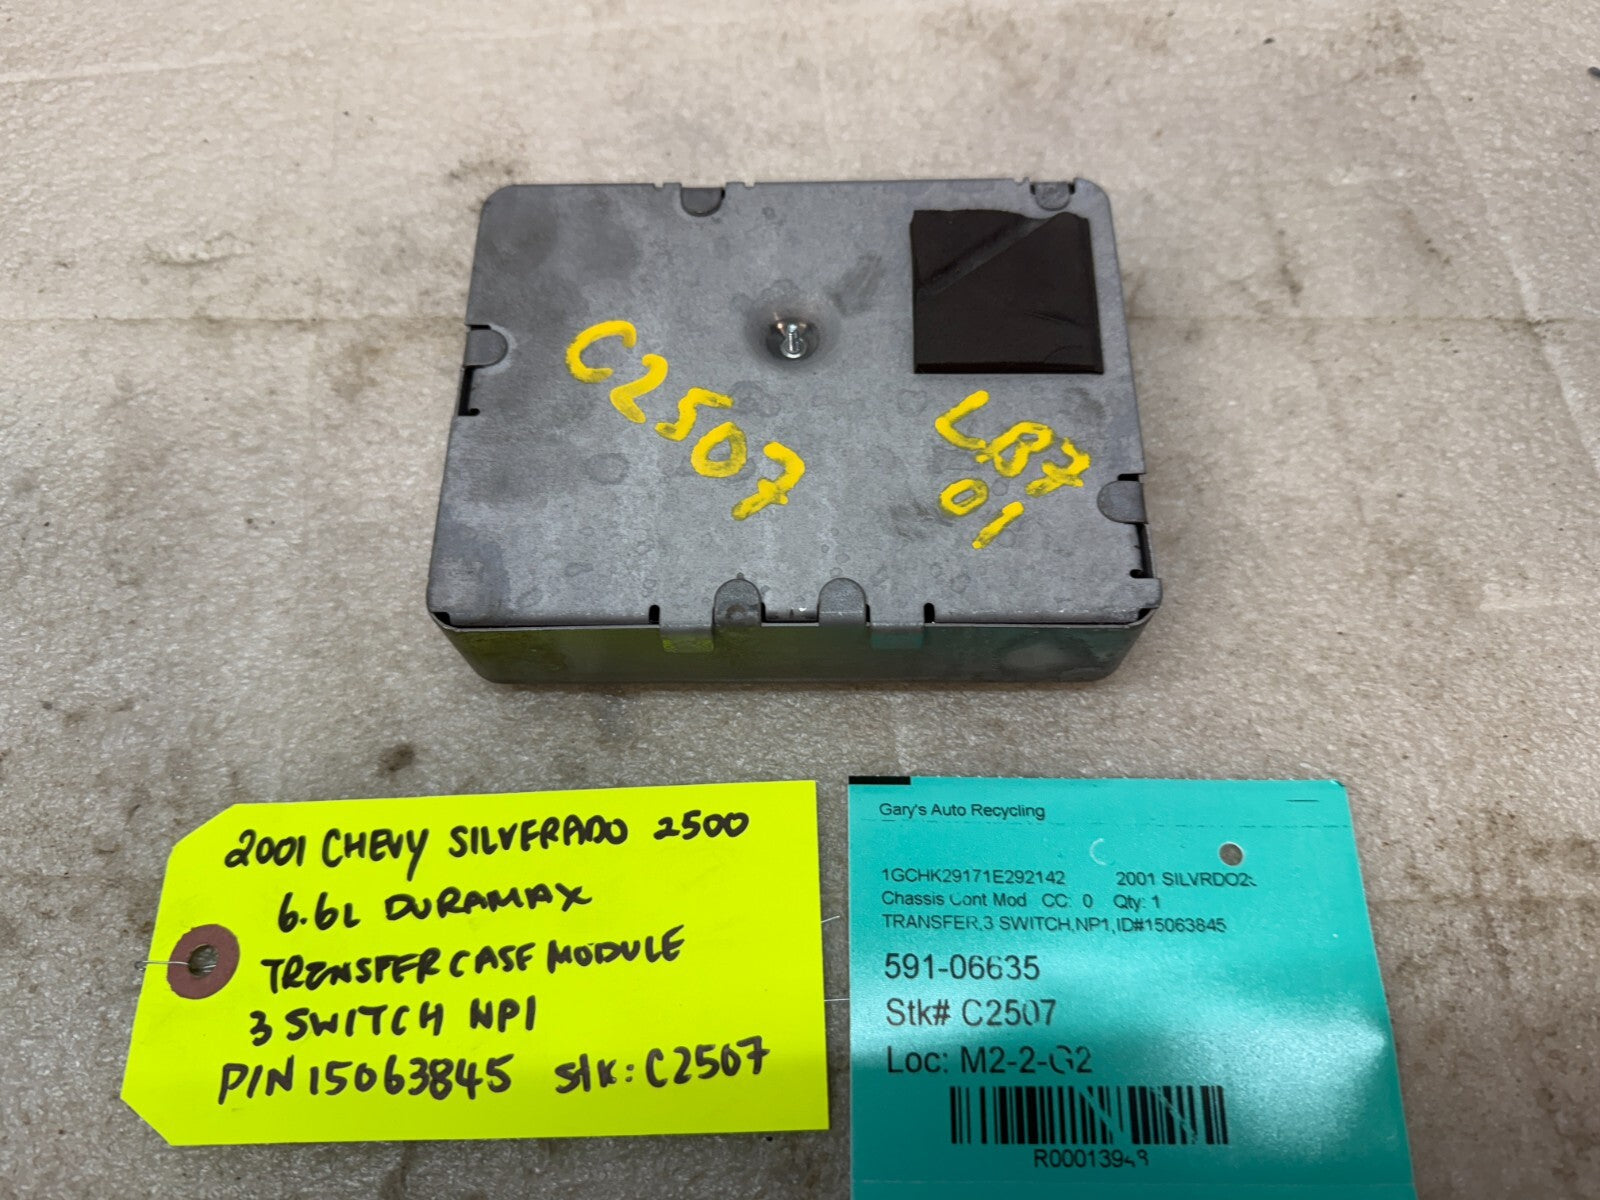 C2507
LB7
01
2001 CHEVY SILVERADO 2500
6.6L DURAMAX
TRANSFER CASE MODULE
3 SWITCH NP1
P/N 15063845 Stk: C2507
Gary's Auto Recycling
1GCHK29171E292142 2001 SILVRDO2
Chassis Cont Mod CC: 0 Qty: 1
TRANSFER,3 SWITCH,NP1,ID#15063845
591-06635
Stk# C2507
Loc: M2-2-G2